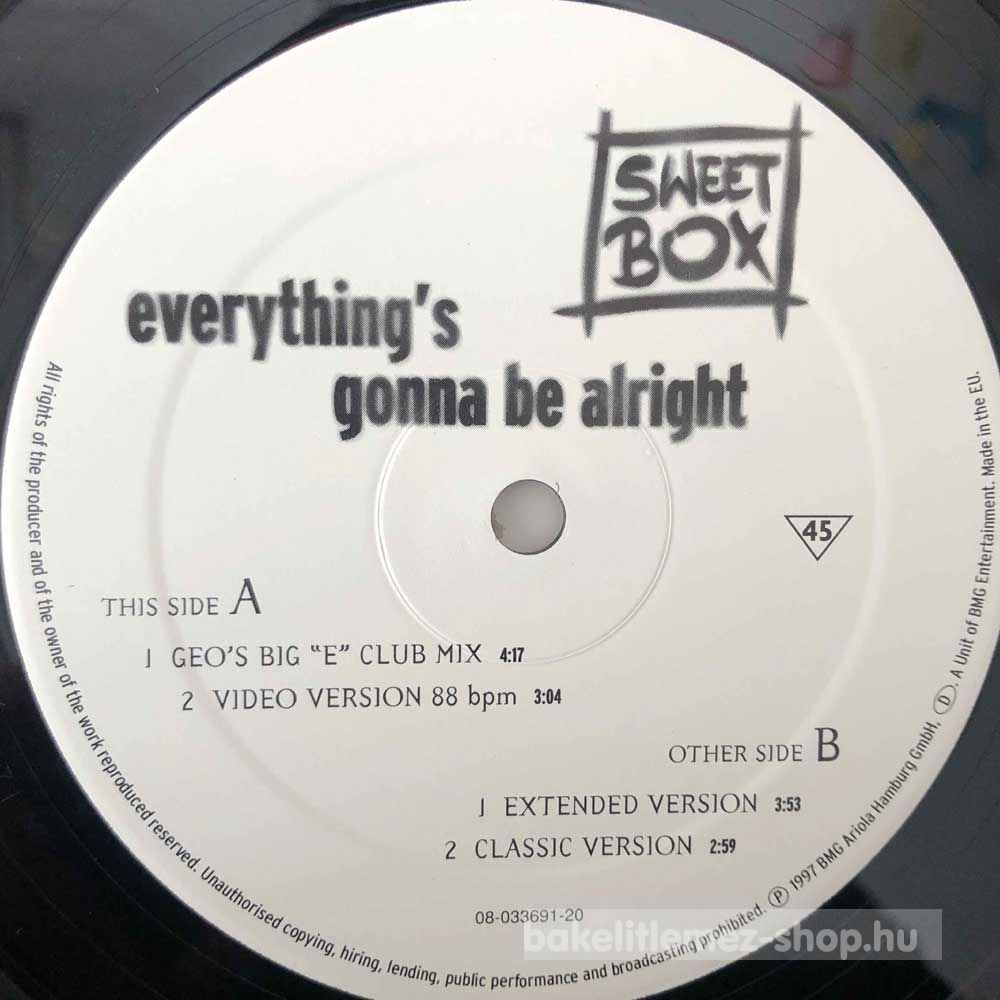 SWEET
BOX
everything's
gonna be alright
45
THIS SIDE A
1 GEO'S BIG "E" CLUB MIX 4:17
2 VIDEO VERSION 88 bpm 3:04
OTHER SIDE B
1 EXTENDED VERSION 3:53
2 CLASSIC VERSION 2:59
08-033691-20
All rights of the producer and of the owner of the work reproduced reserved. Unauthorised copying, hiring, lending, public performance and broadcasting prohibited. Ⓟ 1997 BMG Ariola Hamburg GmbH, Ⓓ. A Unit of BMG Entertainment. Made in the EU.
bakelitlemez-shop.hu